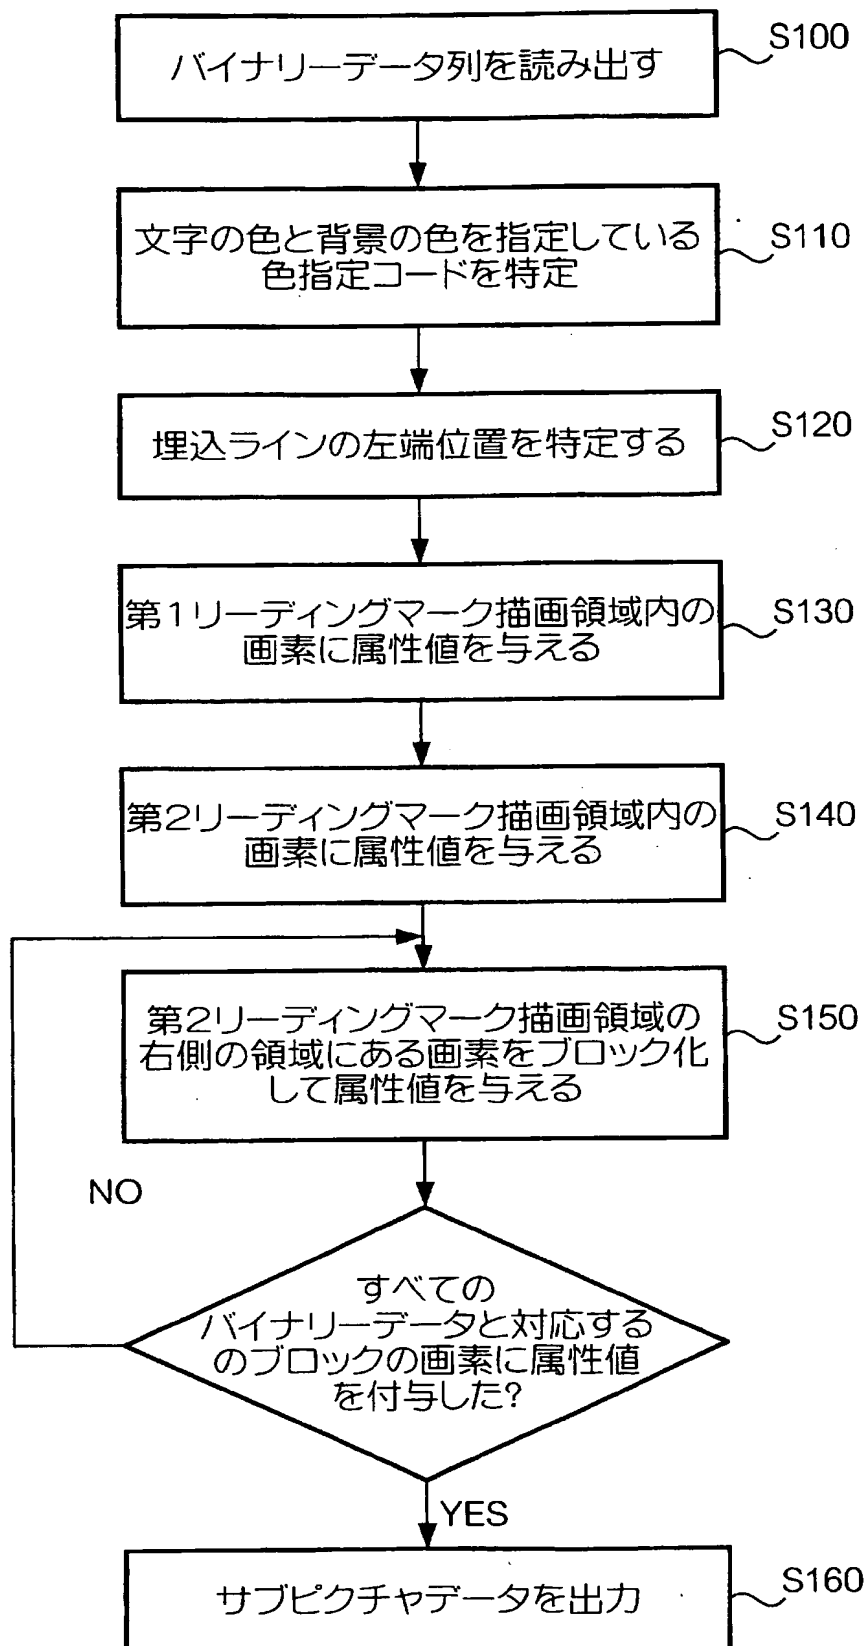 バイナリーデータ列を読み出す
S100
文字の色と背景の色を指定している
色指定コードを特定
S110
埋込ラインの左端位置を特定する
S120
第1リーディングマーク描画領域内の
画素に属性値を与える
S130
第2リーディングマーク描画領域内の
画素に属性値を与える
S140
第2リーディングマーク描画領域の
右側の領域にある画素をブロック化
して属性値を与える
S150
NO
すべての
バイナリーデータと対応する
のブロックの画素に属性値
を付与した?
YES
サブピクチャデータを出力
S160